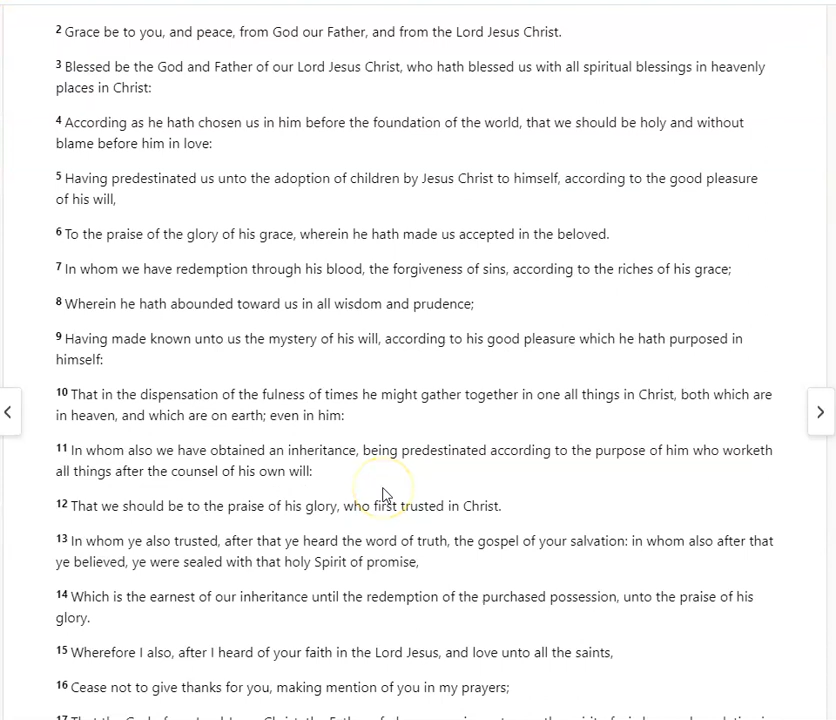 2 Grace be to you, and peace, from God our Father, and from the Lord Jesus Christ.
3 Blessed be the God and Father of our Lord Jesus Christ, who hath blessed us with all spiritual blessings in heavenly
places in Christ:
4 According as he hath chosen us in him before the foundation of the world, that we should be holy and without
blame before him in love:
5 Having predestinated us unto the adoption of children by Jesus Christ to himself, according to the good pleasure
of his will,
6 To the praise of the glory of his grace, wherein he hath made us accepted in the beloved.
7 In whom we have redemption through his blood, the forgiveness of sins, according to the riches of his grace;
8 Wherein he hath abounded toward us in all wisdom and prudence;
9 Having made known unto us the mystery of his will, according to his good pleasure which he hath purposed in
himself:
10 That in the dispensation of the fulness of times he might gather together in one all things in Christ, both which are
in heaven, and which are on earth; even in him:
11 In whom also we have obtained an inheritance, being predestinated according to the purpose of him who worketh
all things after the counsel of his own will:
12 That we should be to the praise of his glory, who first trusted in Christ.
13 In whom ye also trusted, after that ye heard the word of truth, the gospel of your salvation: in whom also after that
ye believed, ye were sealed with that holy Spirit of promise,
14 Which is the earnest of our inheritance until the redemption of the purchased possession, unto the praise of his
glory.
15 Wherefore I also, after I heard of your faith in the Lord Jesus, and love unto all the saints,
16 Cease not to give thanks for you, making mention of you in my prayers;